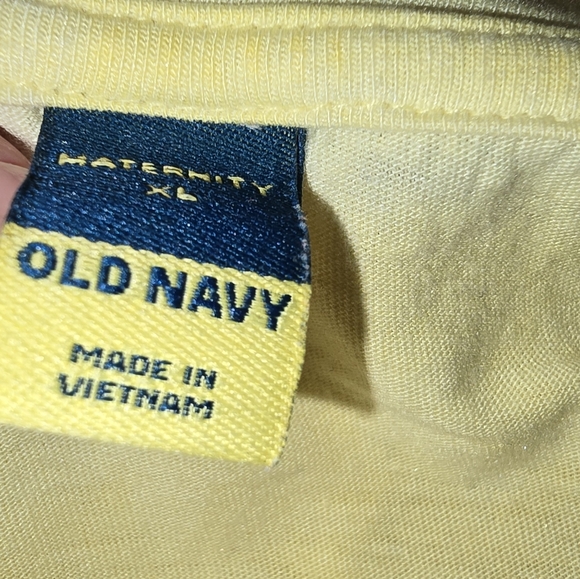 MATERNITY
XL
OLD NAVY
MADE IN
VIETNAM